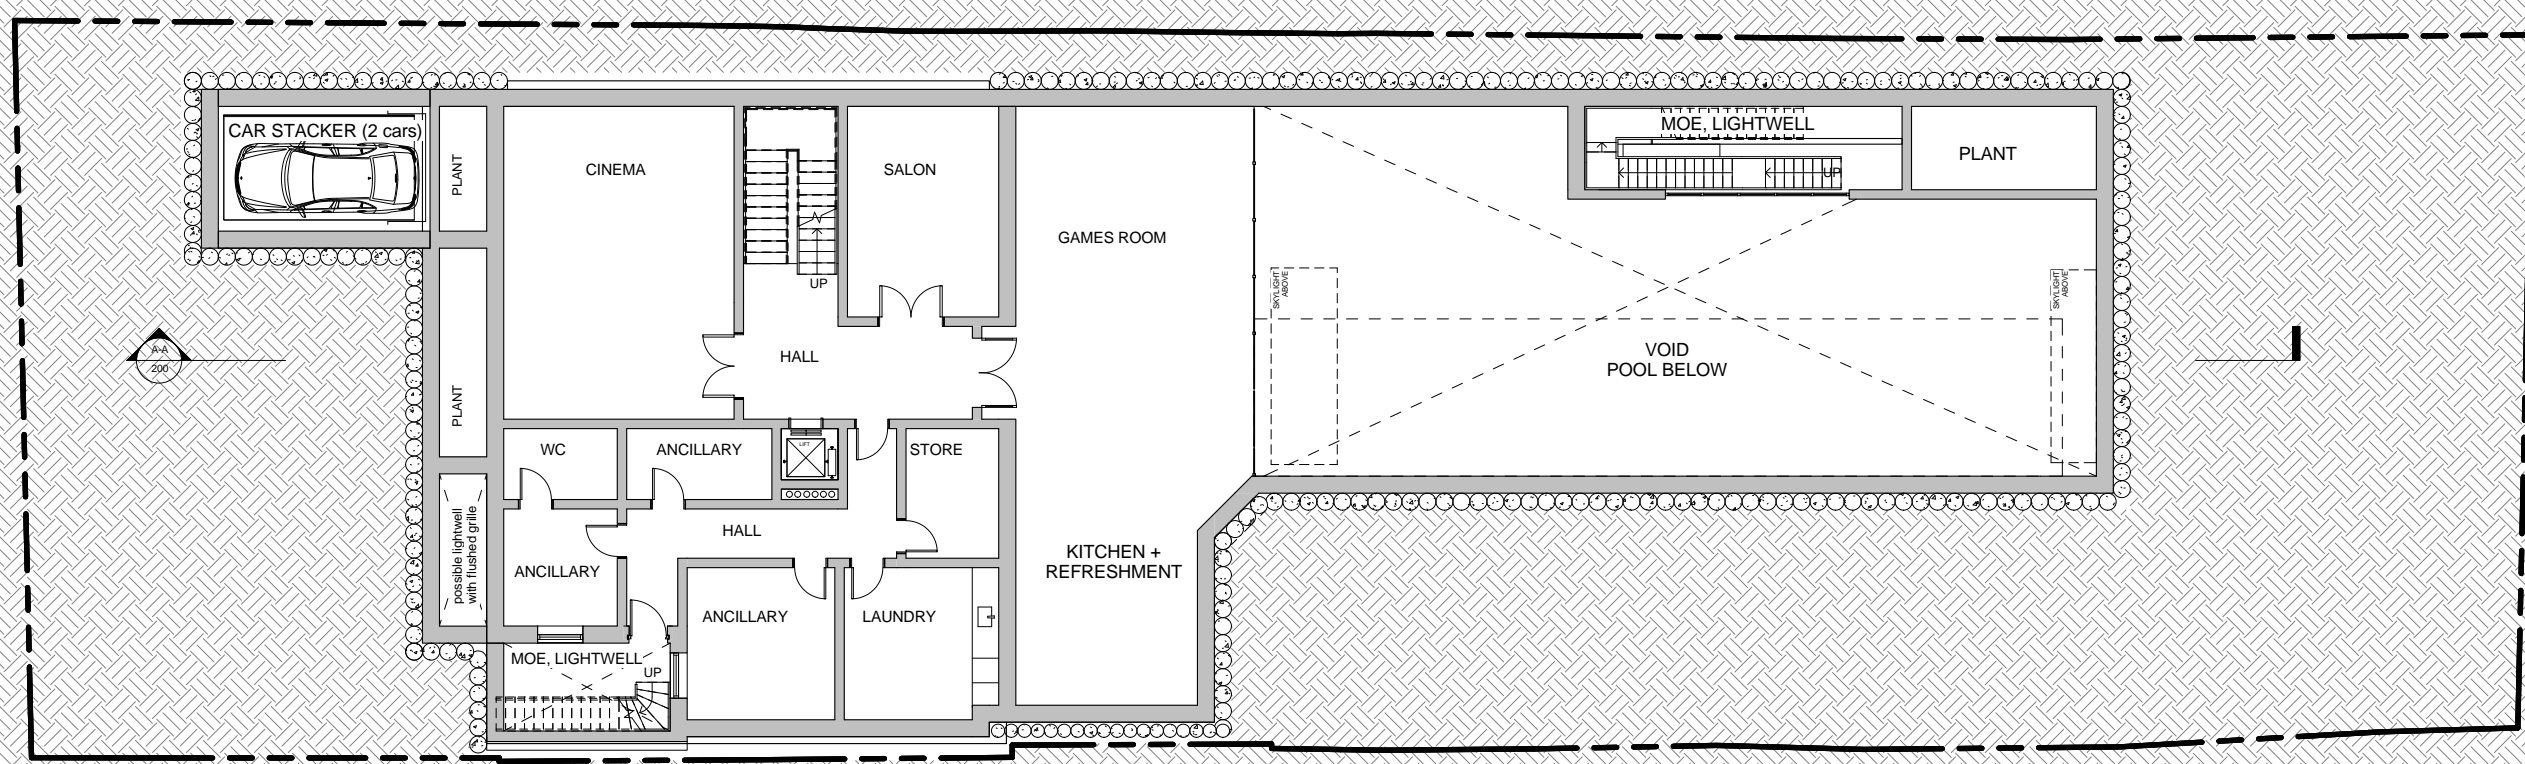 CAR STACKER (2 cars)
PLANT
CINEMA
UP
SALON
GAMES ROOM
MOE, LIGHTWELL
UP
PLANT
SKYLIGHT
ABOVE
SKYLIGHT
ABOVE
A-A
200
HALL
VOID
POOL BELOW
PLANT
WC
ANCILLARY
LIFT
STORE
possible lightwell
with flushed grille
HALL
ANCILLARY
KITCHEN +
REFRESHMENT
ANCILLARY
LAUNDRY
MOE, LIGHTWELL
UP